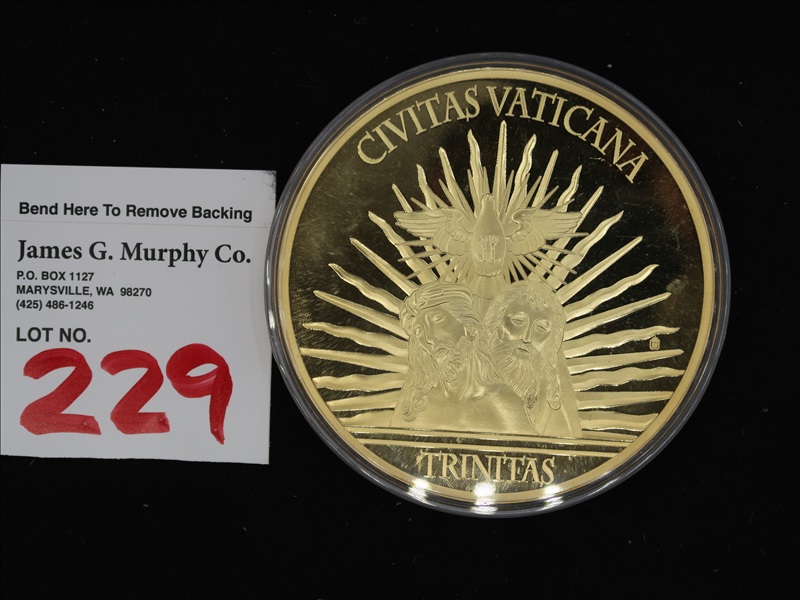 Bend Here To Remove Backing
James G. Murphy Co.
P.O. BOX 1127
MARYSVILLE, WA 98270
(425) 486-1246
LOT NO.
229
CIVITAS VATICANA
TRINITAS